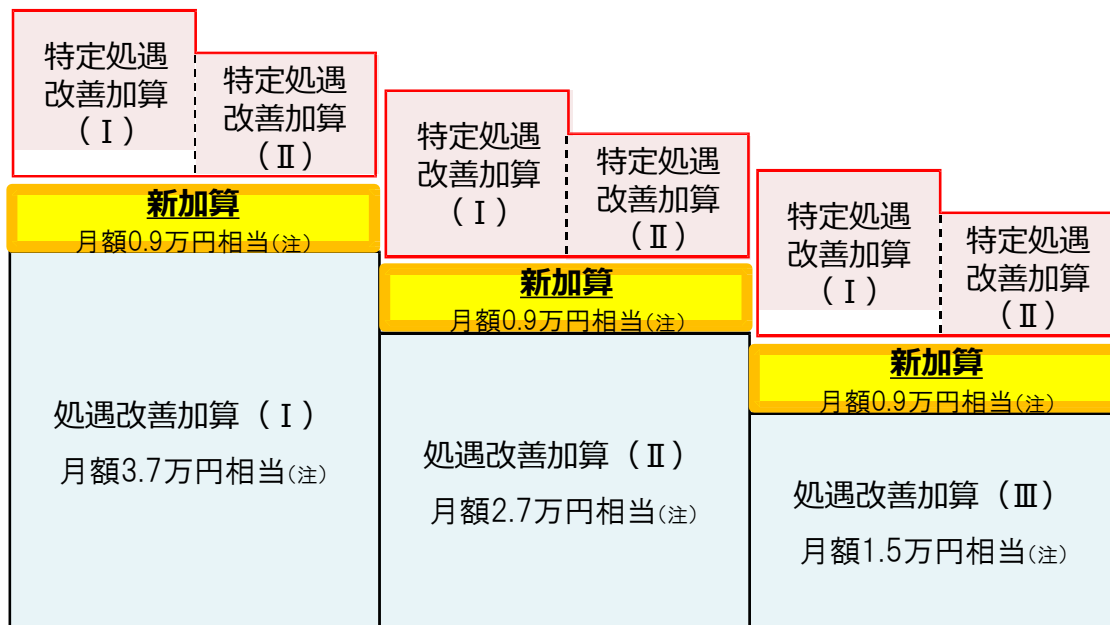 特定処遇
改善加算
（Ⅰ）
特定処遇
改善加算
（Ⅱ）
新加算
月額0.9万円相当(注)
処遇改善加算（Ⅰ）
月額3.7万円相当(注)
特定処遇
改善加算
（Ⅰ）
特定処遇
改善加算
（Ⅱ）
新加算
月額0.9万円相当(注)
処遇改善加算（Ⅱ）
月額2.7万円相当(注)
特定処遇
改善加算
（Ⅰ）
特定処遇
改善加算
（Ⅱ）
新加算
月額0.9万円相当(注)
処遇改善加算（Ⅲ）
月額1.5万円相当(注)